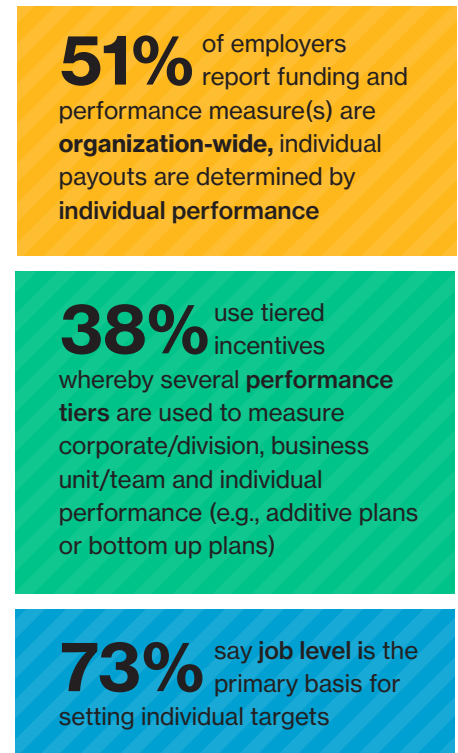 51% of employers
report funding and
performance measure(s) are
organization-wide, individual
payouts are determined by
individual performance
38% use tiered
incentives
whereby several performance
tiers are used to measure
corporate/division, business
unit/team and individual
performance (e.g., additive plans
or bottom up plans)
73% say job level is the
primary basis for
setting individual targets